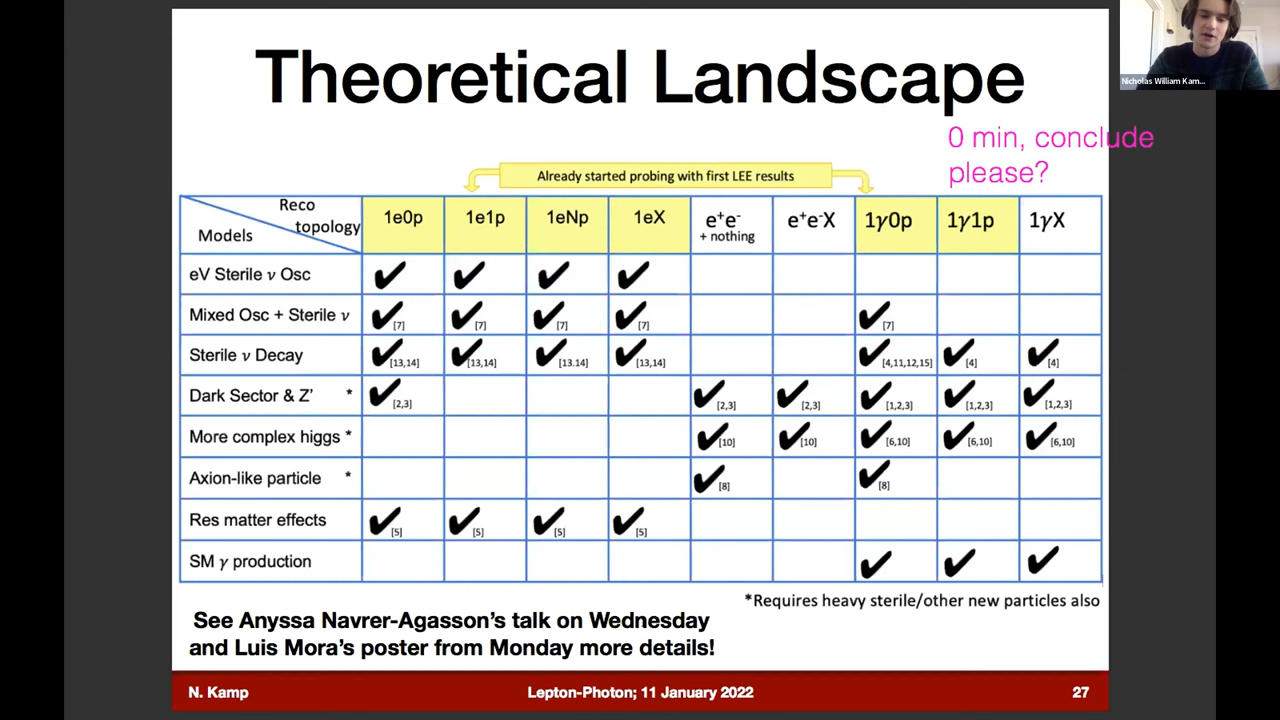 Theoretical Landscape
Nicholas William Kam...
0 min, conclude
please?
Already started probing with first LEE results
Reco
topology
Models
1e0p 1e1p 1eNp 1eX e⁺e⁻ e⁺e⁻X 1γ0p 1γ1p 1γX
+ nothing
eV Sterile ν Osc ✔ ✔ ✔ ✔
Mixed Osc + Sterile ν ✔[7] ✔[7] ✔[7] ✔[7] ✔[7]
Sterile ν Decay ✔[13,14] ✔[13,14] ✔[13.14] ✔[13,14] ✔[4,11,12,15] ✔[4] ✔[4]
Dark Sector & Z’ * ✔[2,3] ✔[2,3] ✔[2,3] ✔[1,2,3] ✔[1,2,3] ✔[1,2,3]
More complex higgs * ✔[10] ✔[10] ✔[6,10] ✔[6,10] ✔[6,10]
Axion-like particle * ✔[8] ✔[8]
Res matter effects ✔[5] ✔[5] ✔[5] ✔[5]
SM γ production ✔ ✔ ✔
*Requires heavy sterile/other new particles also
See Anyssa Navrer-Agasson’s talk on Wednesday
and Luis Mora’s poster from Monday more details!
N. Kamp Lepton-Photon; 11 January 2022 27